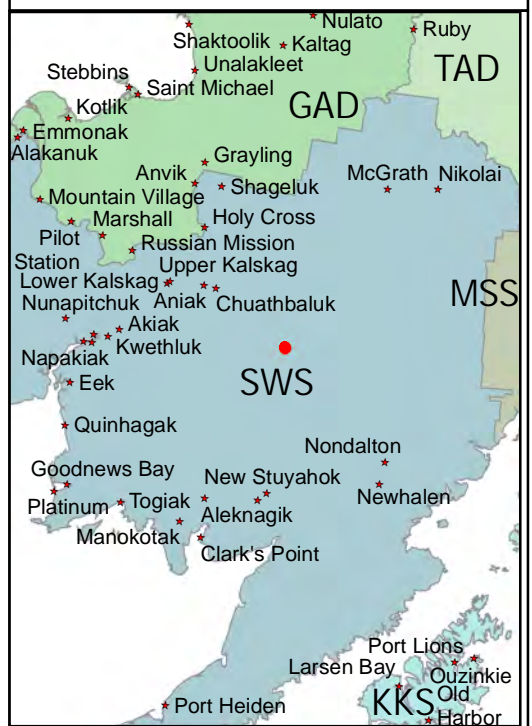 Nulato
Ruby
Shaktoolik
Kaltag
TAD
Unalakleet
Stebbins
Saint Michael
GAD
Kotlik
Emmonak
Alakanuk
Grayling
Anvik
McGrath
Nikolai
Shageluk
Mountain Village
Marshall
Holy Cross
Pilot
Station
Russian Mission
Upper Kalskag
Lower Kalskag
MSS
Nunapitchuk
Aniak
Chuathbaluk
Akiak
Kwethluk
Napakiak
SWS
Eek
Quinhagak
Nondalton
Goodnews Bay
New Stuyahok
Newhalen
Platinum
Togiak
Aleknagik
Manokotak
Clark's Point
Port Lions
Larsen Bay
Ouzinkie
KKS
Old
Harbor
Port Heiden